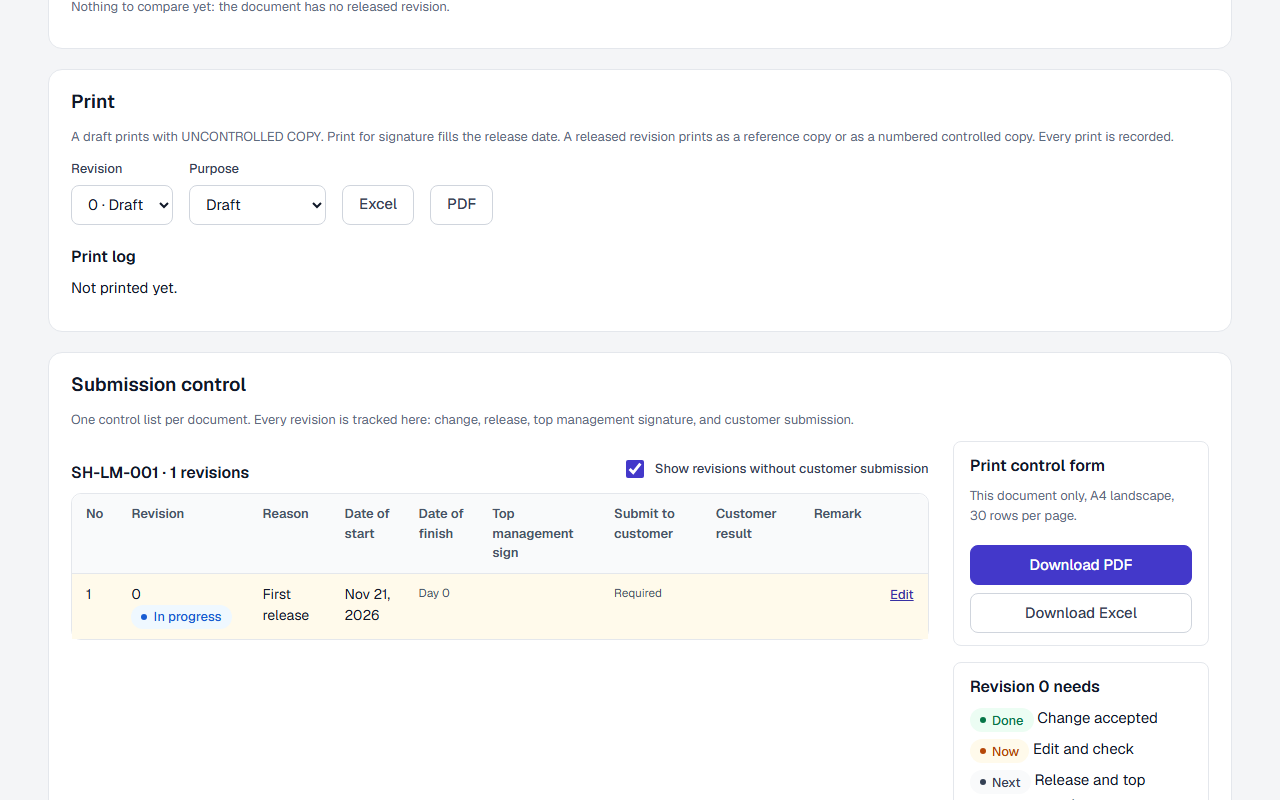 Nothing to compare yet: the document has no released revision.
Print
A draft prints with UNCONTROLLED COPY. Print for signature fills the release date. A released revision prints as a reference copy or as a numbered controlled copy. Every print is recorded.
Revision
Purpose
0 · Draft
Draft
Excel
PDF
Print log
Not printed yet.
Submission control
One control list per document. Every revision is tracked here: change, release, top management signature, and customer submission.
SH-LM-001 · 1 revisions
Show revisions without customer submission
No
Revision
Reason
Date of
start
Date of
finish
Top
management
sign
Submit to
customer
Customer
result
Remark
1
0
In progress
First
release
Nov 21,
2026
Day 0
Required
Edit
Print control form
This document only, A4 landscape,
30 rows per page.
Download PDF
Download Excel
Revision 0 needs
Done Change accepted
Now Edit and check
Next Release and top